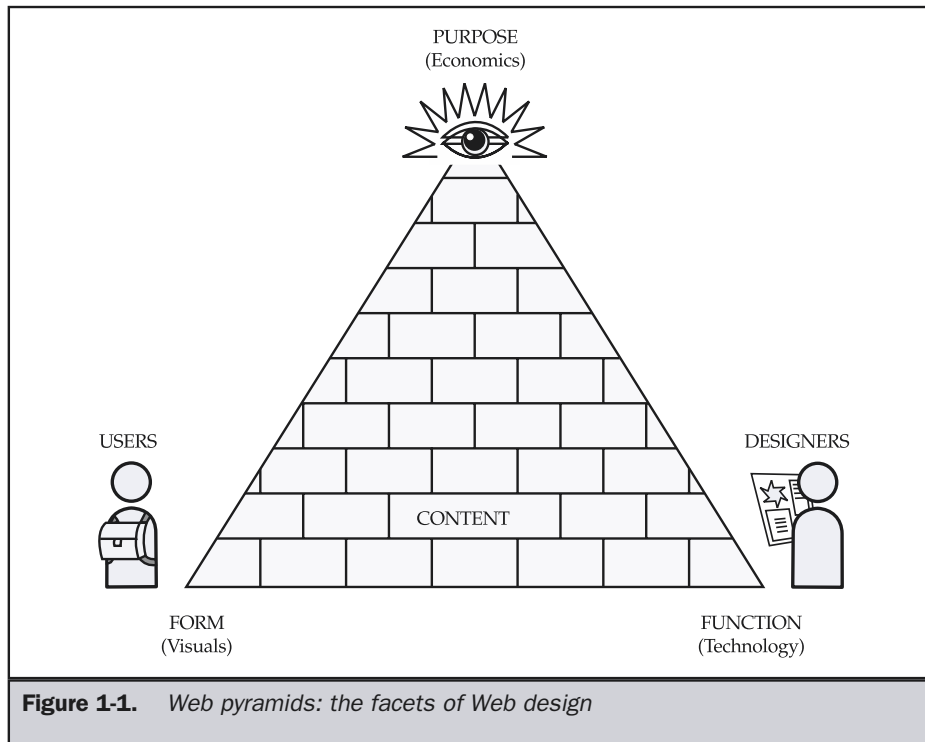 PURPOSE
(Economics)
USERS
DESIGNERS
CONTENT
FORM
(Visuals)
FUNCTION
(Technology)
Figure 1-1. Web pyramids: the facets of Web design